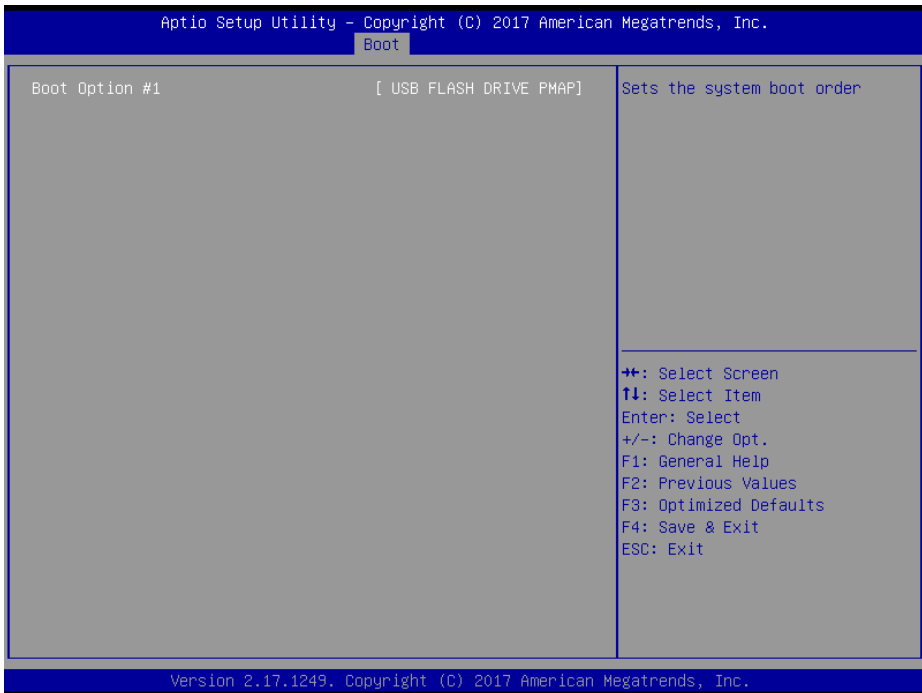 Aptio Setup Utility – Copyright (C) 2017 American Megatrends, Inc.
Boot
Boot Option #1 [ USB FLASH DRIVE PMAP]
Sets the system boot order
→←: Select Screen
↑↓: Select Item
Enter: Select
+/-: Change Opt.
F1: General Help
F2: Previous Values
F3: Optimized Defaults
F4: Save & Exit
ESC: Exit
Version 2.17.1249. Copyright (C) 2017 American Megatrends, Inc.